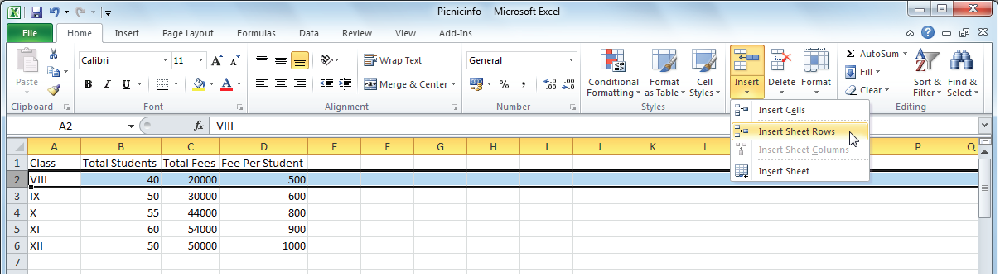 Picnicinfo - Microsoft Excel
File Home Insert Page Layout Formulas Data Review View Add-Ins
Paste
Clipboard
Calibri 11
Font
Wrap Text
Merge & Center
Alignment
General
Number
Conditional Formatting
Format as Table
Cell Styles
Styles
Insert Delete Format
AutoSum
Fill
Clear
Sort & Filter
Find & Select
Editing
Insert Cells
Insert Sheet Rows
Insert Sheet Columns
Insert Sheet
A2 fx VIII
A B C D E F G H I J K L P Q
1 Class Total Students Total Fees Fee Per Student
2 VIII 40 20000 500
3 IX 50 30000 600
4 X 55 44000 800
5 XI 60 54000 900
6 XII 50 50000 1000
7